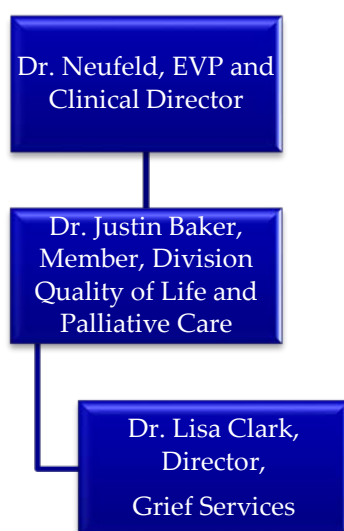 Dr. Neufeld, EVP and
Clinical Director
Dr. Justin Baker,
Member, Division
Quality of Life and
Palliative Care
Dr. Lisa Clark,
Director,
Grief Services